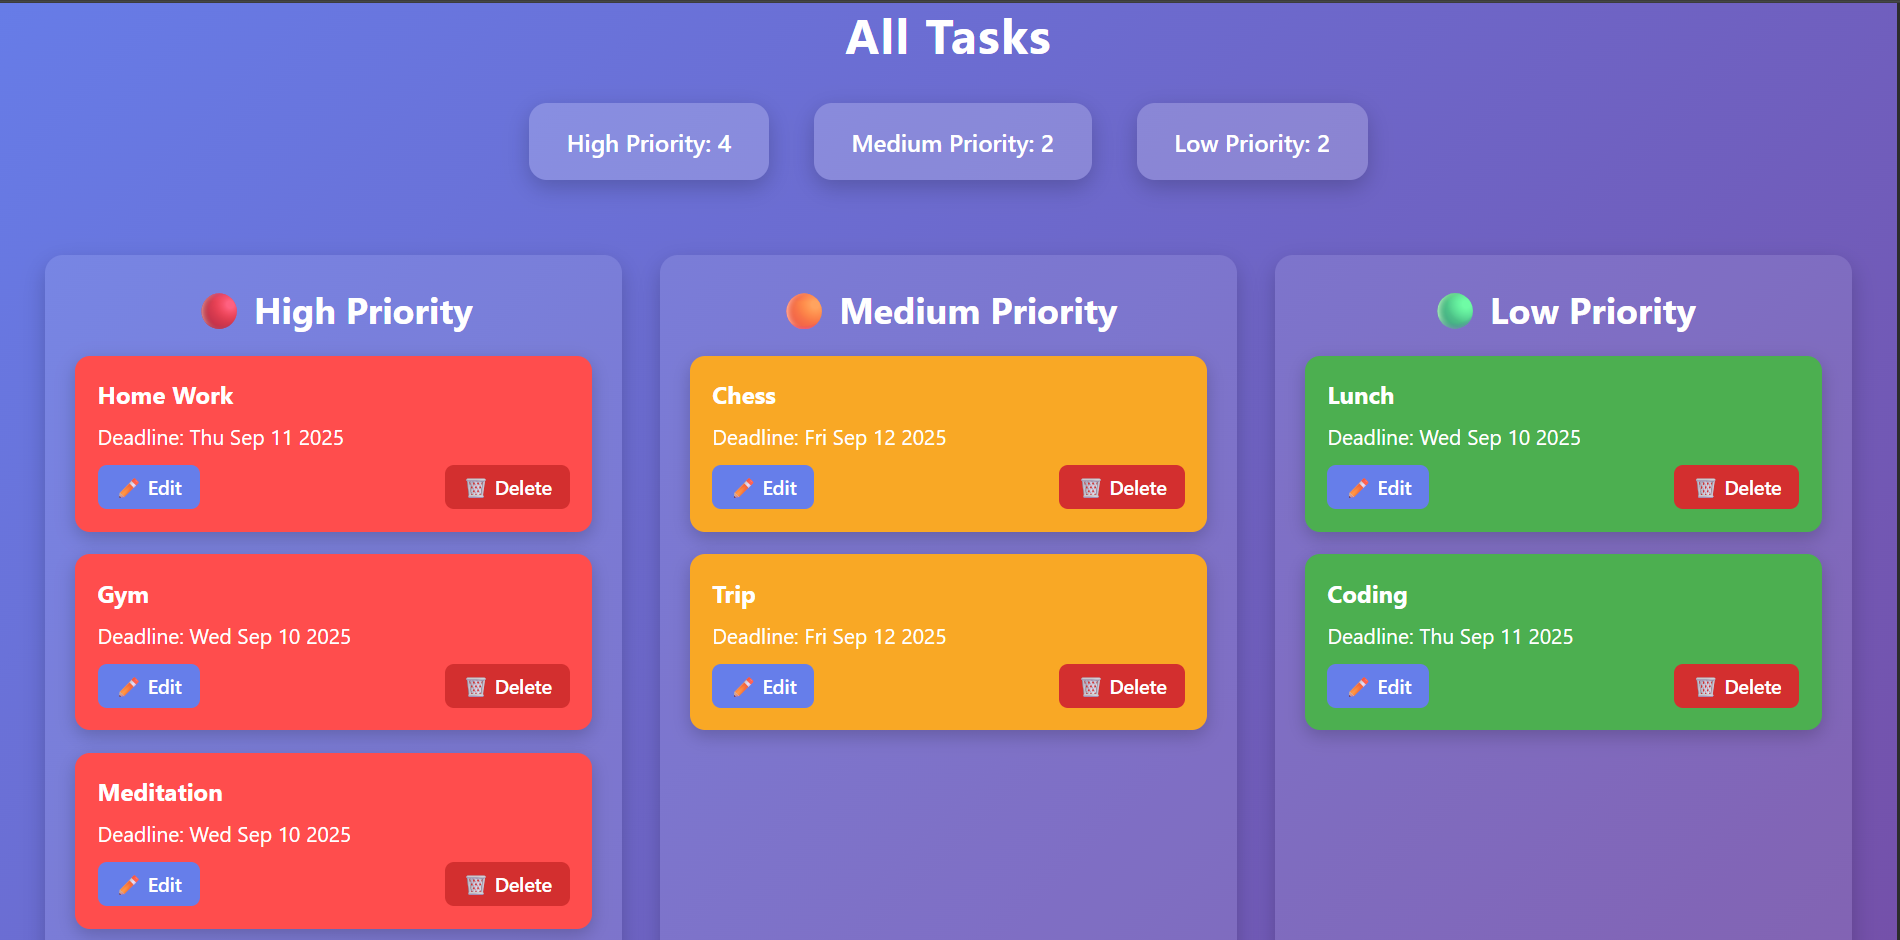 All Tasks
High Priority: 4
Medium Priority: 2
Low Priority: 2
High Priority
Home Work
Deadline: Thu Sep 11 2025
Edit
Delete
Gym
Deadline: Wed Sep 10 2025
Edit
Delete
Meditation
Deadline: Wed Sep 10 2025
Edit
Delete
Medium Priority
Chess
Deadline: Fri Sep 12 2025
Edit
Delete
Trip
Deadline: Fri Sep 12 2025
Edit
Delete
Low Priority
Lunch
Deadline: Wed Sep 10 2025
Edit
Delete
Coding
Deadline: Thu Sep 11 2025
Edit
Delete